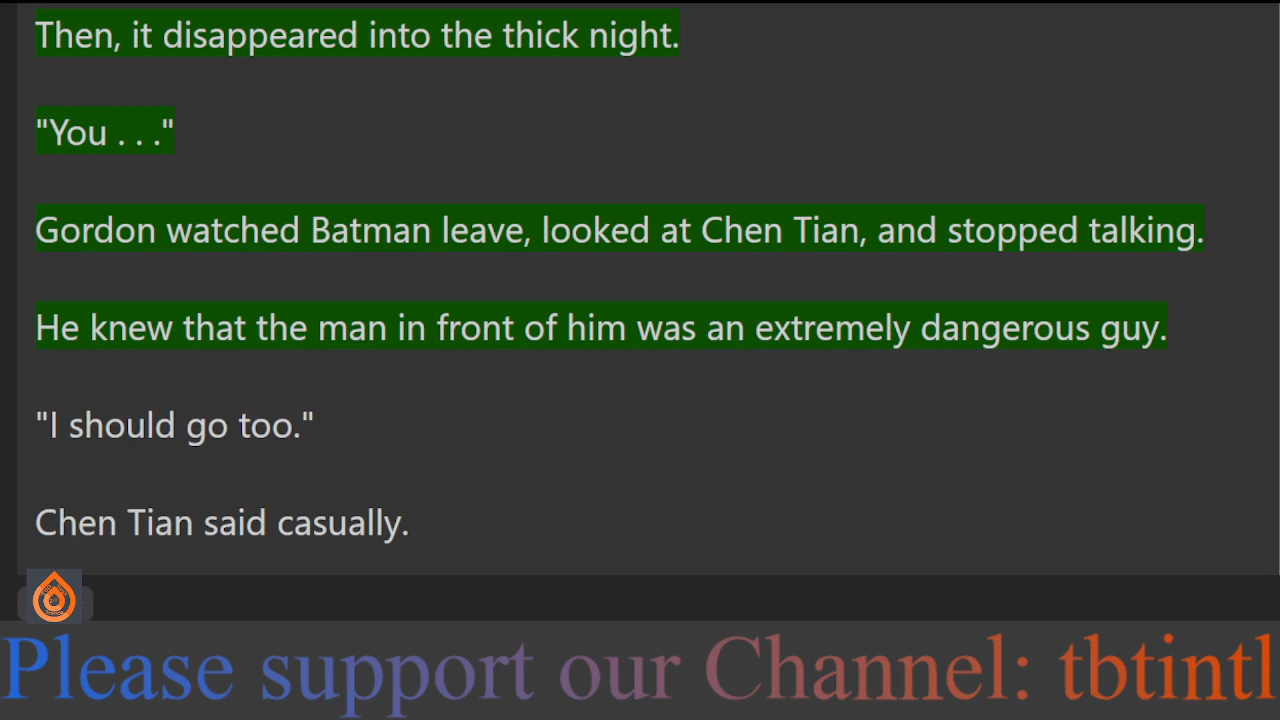 Then, it disappeared into the thick night.
"You . . ."
Gordon watched Batman leave, looked at Chen Tian, and stopped talking.
He knew that the man in front of him was an extremely dangerous guy.
"I should go too."
Chen Tian said casually.
Please support our Channel: tbtintl